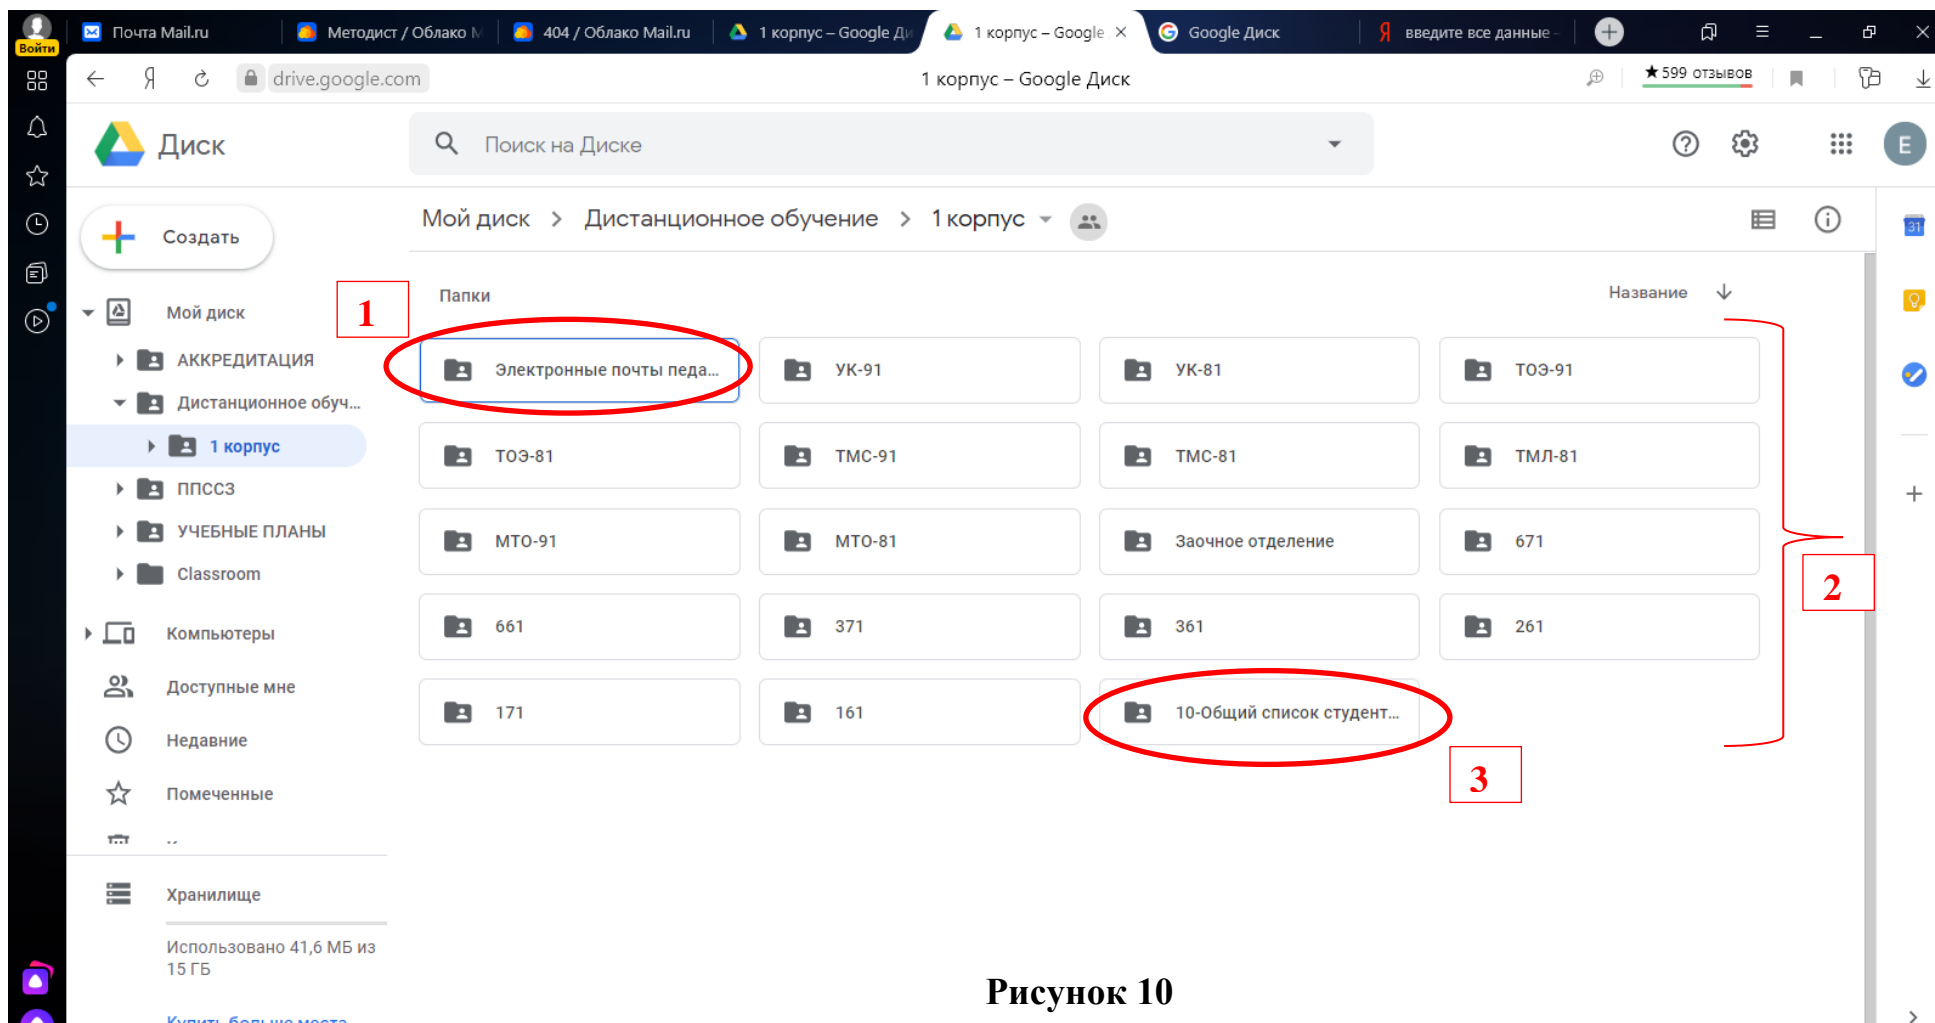 Войти
Почта Mail.ru
Методист / Облако M
404 / Облако Mail.ru
1 корпус – Google Ди
1 корпус – Google
Google Диск
введите все данные -
drive.google.com
1 корпус – Google Диск
★599 отзывов
Диск
Поиск на Диске
E
Создать
Мой диск > Дистанционное обучение > 1 корпус
31
Мой диск
АККРЕДИТАЦИЯ
Дистанционное обуч...
1 корпус
ППССЗ
УЧЕБНЫЕ ПЛАНЫ
Classroom
Компьютеры
Доступные мне
Недавние
Помеченные
Хранилище
Использовано 41,6 МБ из
15 ГБ
Купить больше места
1
Папки
Название
Электронные почты педа...
УК-91
УК-81
ТОЭ-91
ТОЭ-81
ТМС-91
ТМС-81
ТМЛ-81
МТО-91
МТО-81
Заочное отделение
671
2
661
371
361
261
171
161
10-Общий список студент...
3
Рисунок 10